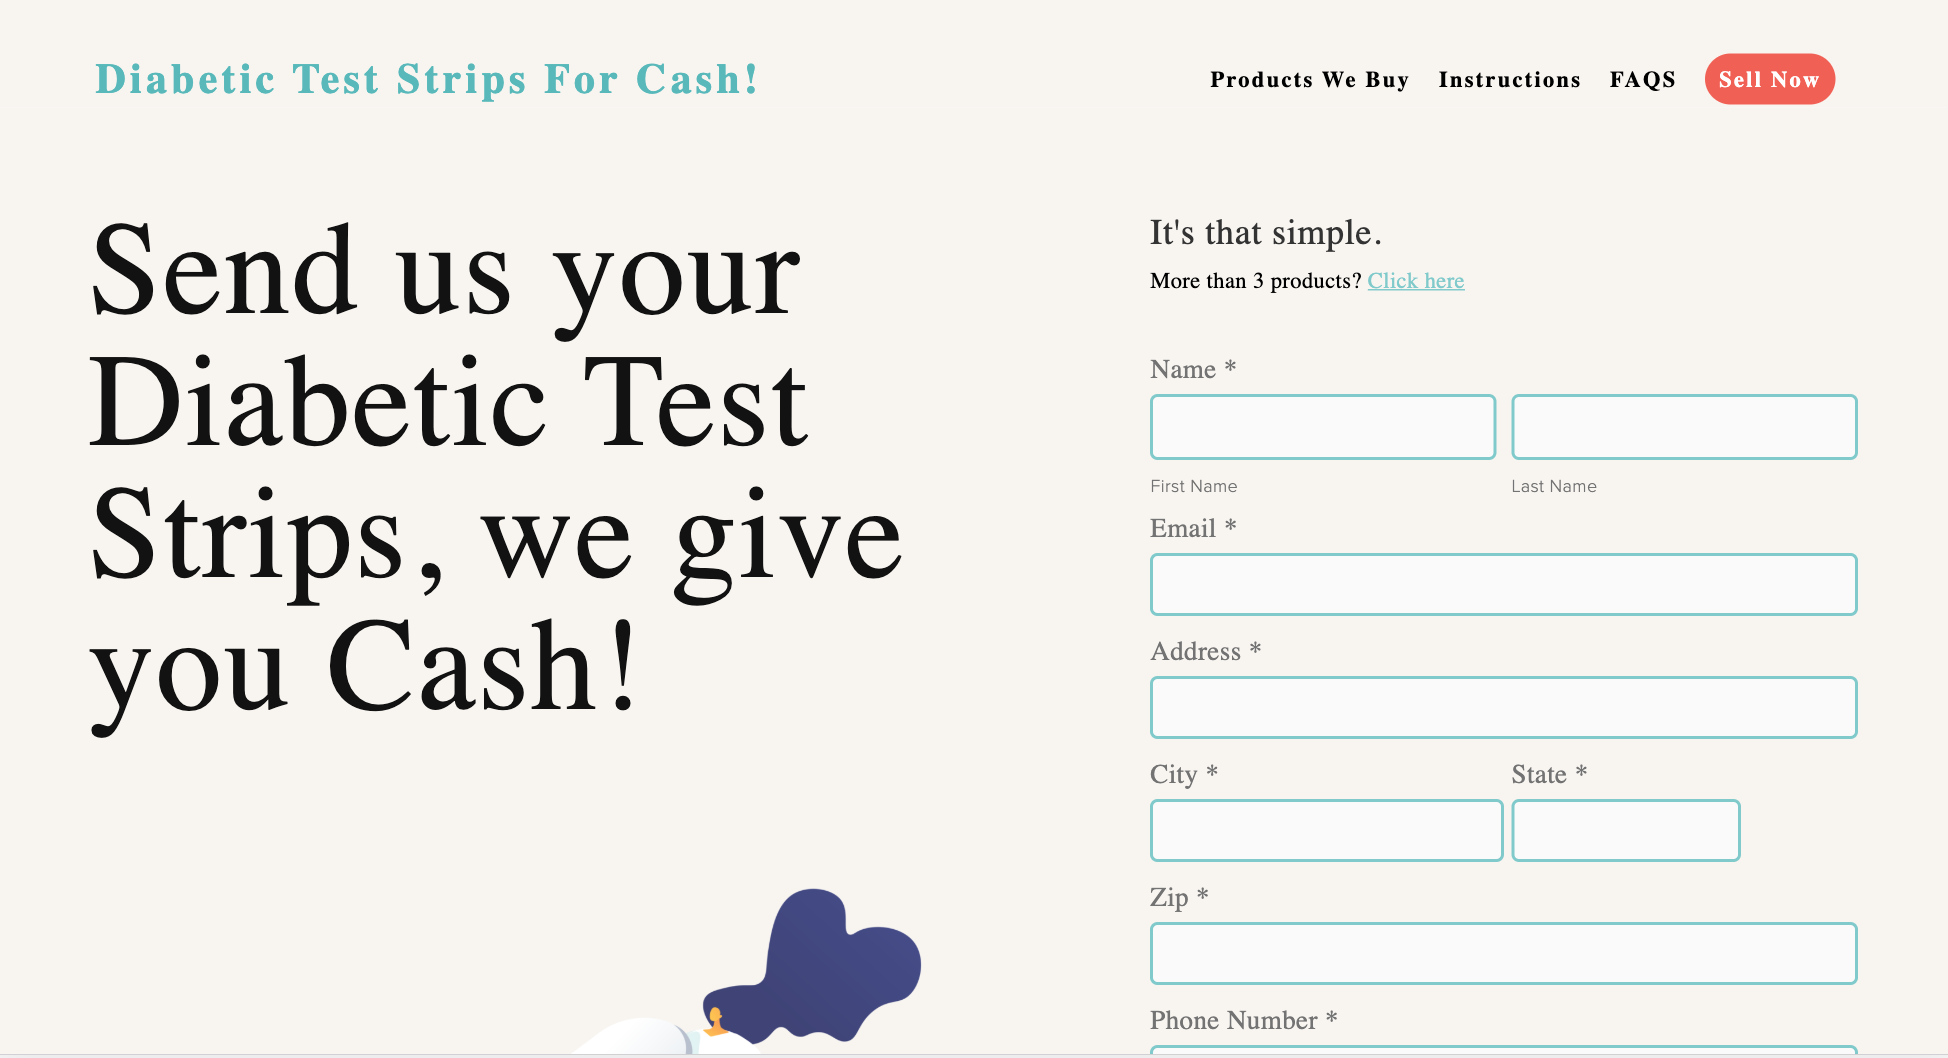 Diabetic Test Strips For Cash!
Products We Buy Instructions FAQS Sell Now
Send us your
Diabetic Test
Strips, we give
you Cash!
It's that simple.
More than 3 products? Click here
Name *
First Name Last Name
Email *
Address *
City * State *
Zip *
Phone Number *